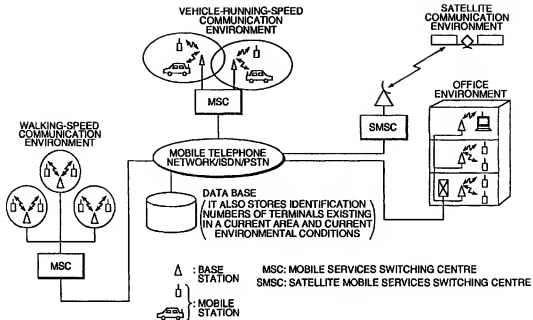 VEHICLE-RUNNING-SPEED
COMMUNICATION
ENVIRONMENT
SATELLITE
COMMUNICATION
ENVIRONMENT
MSC
SMSC
OFFICE
ENVIRONMENT
WALKING-SPEED
COMMUNICATION
ENVIRONMENT
MOBILE TELEPHONE
NETWORK/ISDN/PSTN
DATA BASE
( IT ALSO STORES IDENTIFICATION
NUMBERS OF TERMINALS EXISTING
IN A CURRENT AREA AND CURRENT
ENVIRONMENTAL CONDITIONS )
MSC
: BASE
STATION
MSC: MOBILE SERVICES SWITCHING CENTRE
SMSC: SATELLITE MOBILE SERVICES SWITCHING CENTRE
: MOBILE
STATION